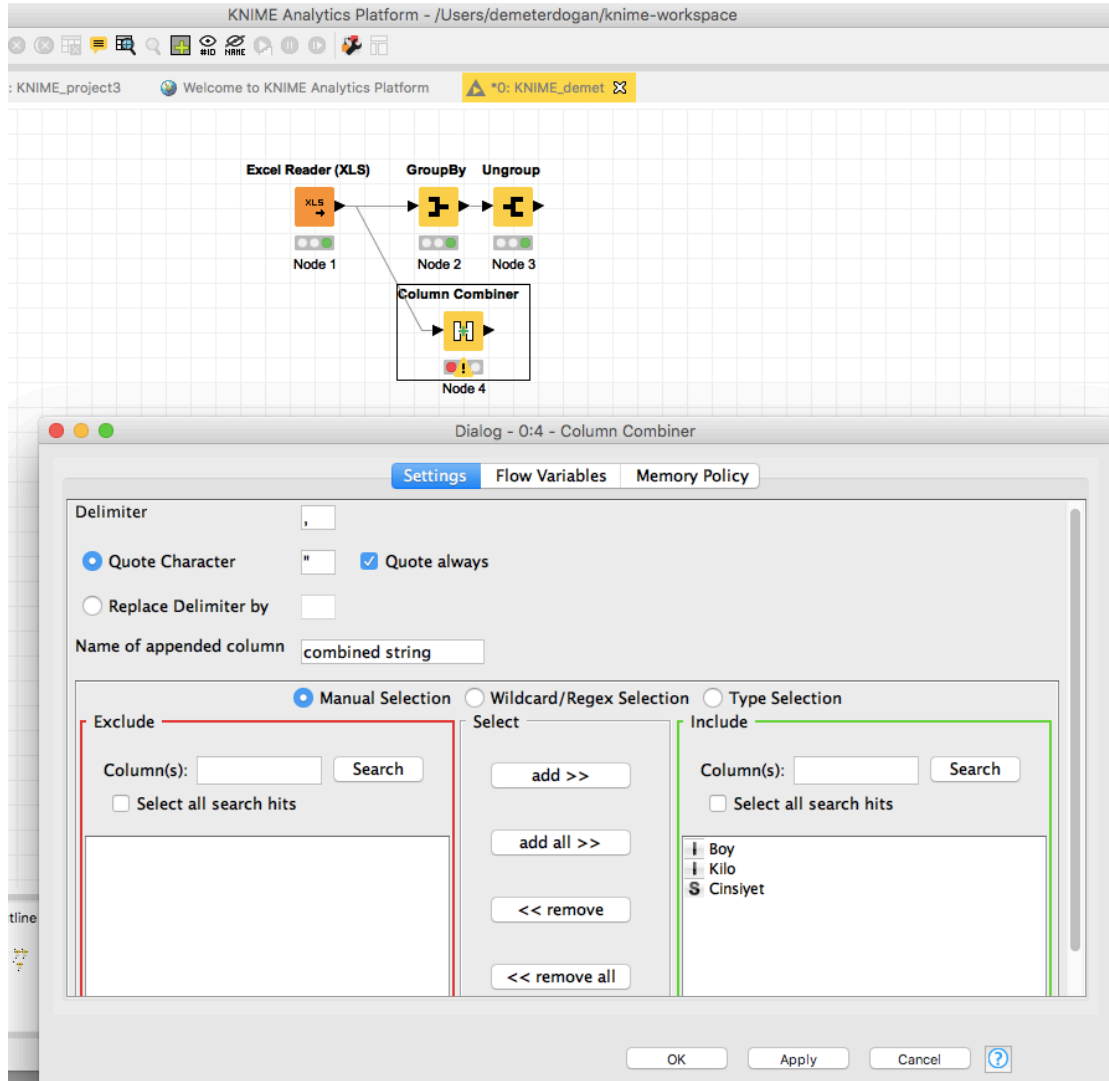 KNIME Analytics Platform - /Users/demeterdogan/knime-workspace
#ID NAME
: KNIME_project3 Welcome to KNIME Analytics Platform *0: KNIME_demet
Excel Reader (XLS) GroupBy Ungroup
XLS
Node 1 Node 2 Node 3
Column Combiner
!
Node 4
Dialog - 0:4 - Column Combiner
Settings Flow Variables Memory Policy
Delimiter ,
Quote Character " Quote always
Replace Delimiter by
Name of appended column combined string
Manual Selection Wildcard/Regex Selection Type Selection
Exclude Select Include
Column(s): Search add >> Column(s): Search
Select all search hits Select all search hits
add all >>
I Boy
I Kilo
S Cinsiyet
<< remove
tline
<< remove all
OK Apply Cancel ?